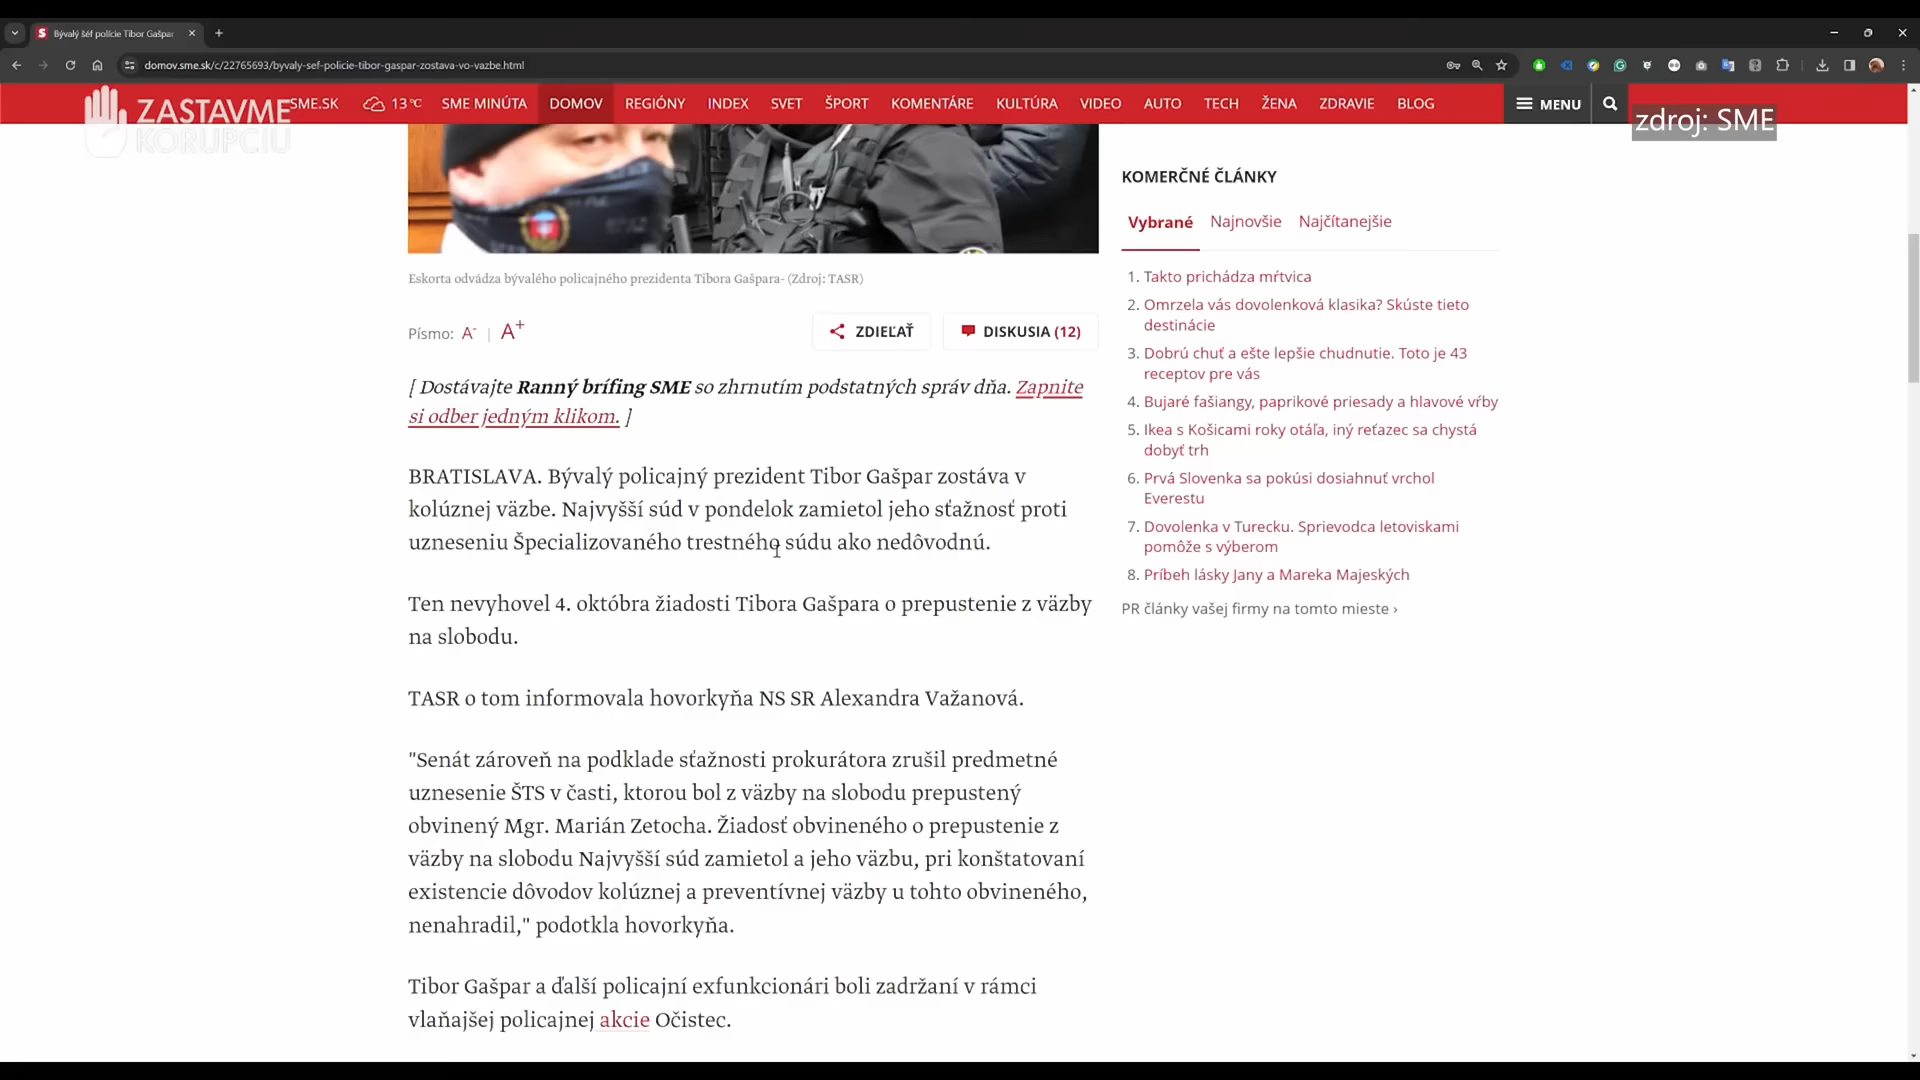 Bývalý šéf polície Tibor Gašpar
domov.sme.sk/c/22765693/byvaly-sef-policie-tibor-gaspar-zostava-vo-vazbe.html
ZASTAVME
KORUPCIU
SME.SK 13°C SME MINÚTA DOMOV REGIÓNY INDEX SVET ŠPORT KOMENTÁRE KULTÚRA VIDEO AUTO TECH ŽENA ZDRAVIE BLOG MENU
zdroj: SME
Eskorta odvádza bývalého policajného prezidenta Tibora Gašpara- (Zdroj: TASR)
Písmo: A- | A+ ZDIEĽAŤ DISKUSIA (12)
[ Dostávajte Ranný brífing SME so zhrnutím podstatných správ dňa. Zapnite
si odber jedným klikom. ]
BRATISLAVA. Bývalý policajný prezident Tibor Gašpar zostáva v
kolúznej väzbe. Najvyšší súd v pondelok zamietol jeho sťažnosť proti
uzneseniu Špecializovaného trestného súdu ako nedôvodnú.
Ten nevyhovel 4. októbra žiadosti Tibora Gašpara o prepustenie z väzby
na slobodu.
TASR o tom informovala hovorkyňa NS SR Alexandra Važanová.
"Senát zároveň na podklade sťažnosti prokurátora zrušil predmetné
uznesenie ŠTS v časti, ktorou bol z väzby na slobodu prepustený
obvinený Mgr. Marián Zetocha. Žiadosť obvineného o prepustenie z
väzby na slobodu Najvyšší súd zamietol a jeho väzbu, pri konštatovaní
existencie dôvodov kolúznej a preventívnej väzby u tohto obvineného,
nenahradil," podotkla hovorkyňa.
Tibor Gašpar a ďalší policajní exfunkcionári boli zadržaní v rámci
vlaňajšej policajnej akcie Očistec.
KOMERČNÉ ČLÁNKY
Vybrané Najnovšie Najčítanejšie
1. Takto prichádza mŕtvica
2. Omrzela vás dovolenková klasika? Skúste tieto
destinácie
3. Dobrú chuť a ešte lepšie chudnutie. Toto je 43
receptov pre vás
4. Bujaré fašiangy, paprikové priesady a hlavové vŕby
5. Ikea s Košicami roky otáľa, iný reťazec sa chystá
dobyť trh
6. Prvá Slovenka sa pokúsi dosiahnuť vrchol
Everestu
7. Dovolenka v Turecku. Sprievodca letoviskami
pomôže s výberom
8. Príbeh lásky Jany a Mareka Majeských
PR články vašej firmy na tomto mieste ›